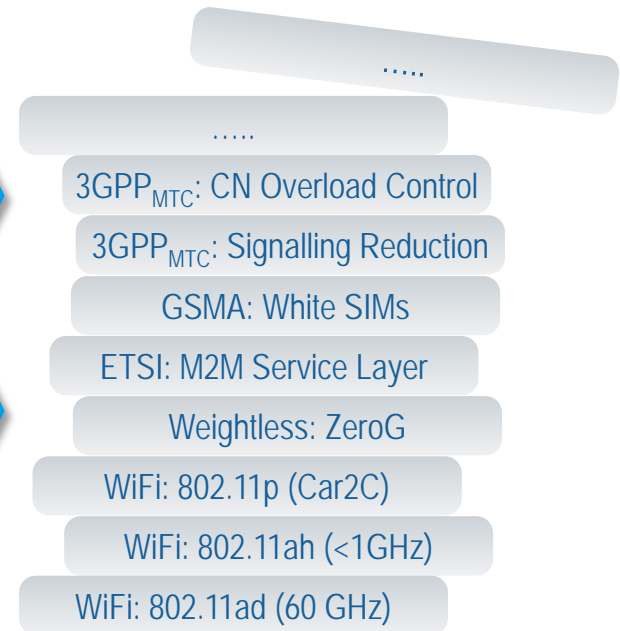 .....
.....
3GPPMTC: CN Overload Control
3GPPMTC: Signalling Reduction
GSMA: White SIMs
ETSI: M2M Service Layer
Weightless: ZeroG
WiFi: 802.11p (Car2C)
WiFi: 802.11ah (<1GHz)
WiFi: 802.11ad (60 GHz)